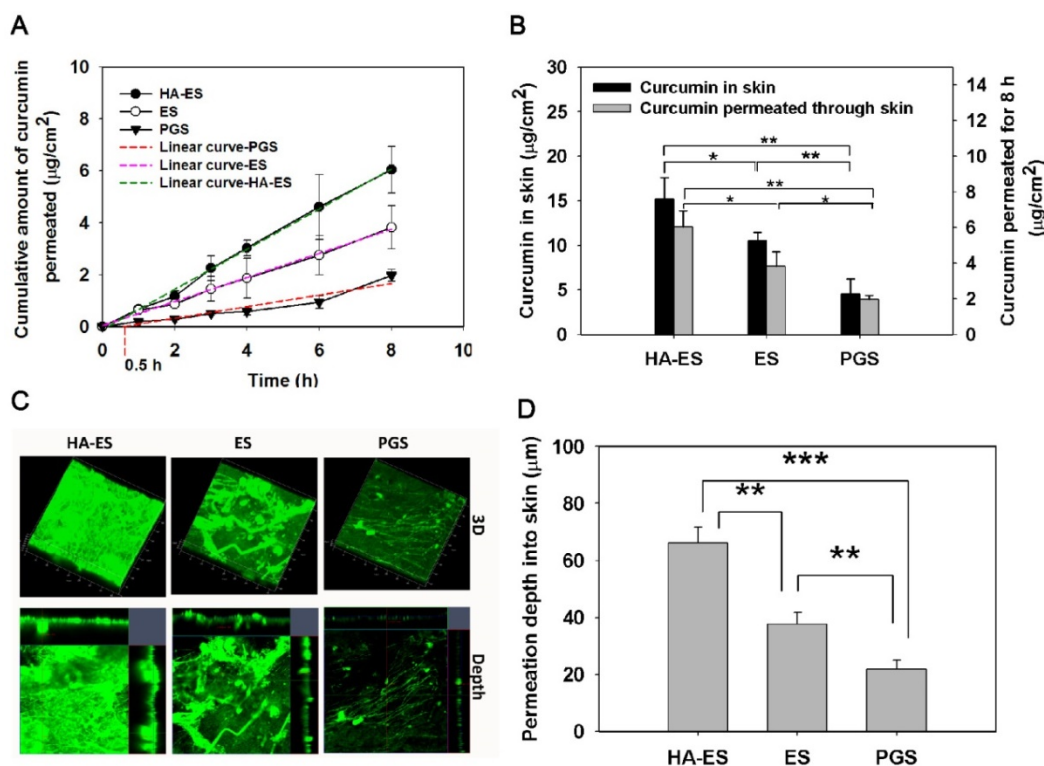 A
Cumulative amount of curcumin
permeated (μg/cm2)
10
8
6
4
2
0
HA-ES
ES
PGS
Linear curve-PGS
Linear curve-ES
Linear curve-HA-ES
0 2 4 6 8 10
0.5 h
Time (h)
B
Curcumin in skin (μg/cm2)
30
25
20
15
10
5
0
Curcumin in skin
Curcumin permeated through skin
**
* **
**
* *
14
12
10
8
6
4
2
0
Curcumin permeated for 8 h
(μg/cm2)
HA-ES ES PGS
C
HA-ES ES PGS
3D
Depth
D
Permeation depth into skin (μm)
100
80
60
40
20
0
***
**
**
HA-ES ES PGS